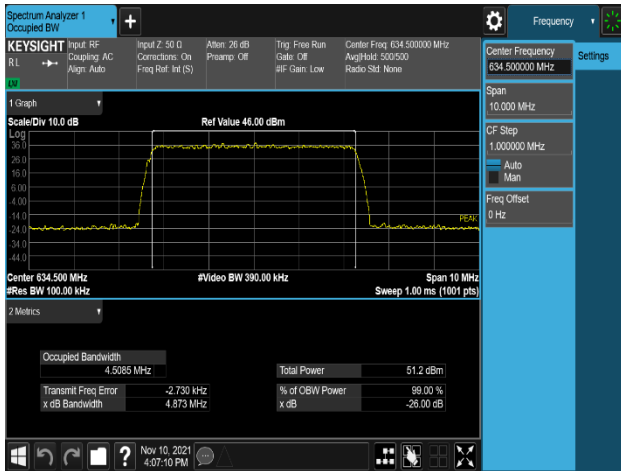 Spectrum Analyzer 1
Occupied BW
Frequency
KEYSIGHT
R L
Input: RF
Coupling: AC
Align: Auto
Input Z: 50 Ω
Corrections: On
Freq Ref: Int (S)
Atten: 26 dB
Preamp: Off
Trig: Free Run
Gate: Off
#IF Gain: Low
Center Freq: 634.500000 MHz
Avg|Hold: 500/500
Radio Std: None
Center Frequency
634.500000 MHz
Settings
Span
10.000 MHz
CF Step
1.000000 MHz
Auto
Man
Freq Offset
0 Hz
1 Graph
Scale/Div 10.0 dB
Ref Value 46.00 dBm
Log
36.0
26.0
16.0
6.00
-4.00
-14.0
-24.0
-34.0
-44.0
PEAK
Center 634.500 MHz
#Video BW 390.00 kHz
Span 10 MHz
#Res BW 100.00 kHz
Sweep 1.00 ms (1001 pts)
2 Metrics
Occupied Bandwidth
4.5085 MHz
Total Power 51.2 dBm
Transmit Freq Error -2.730 kHz
% of OBW Power 99.00 %
x dB Bandwidth 4.873 MHz
x dB -26.00 dB
Nov 10, 2021
4:07:10 PM